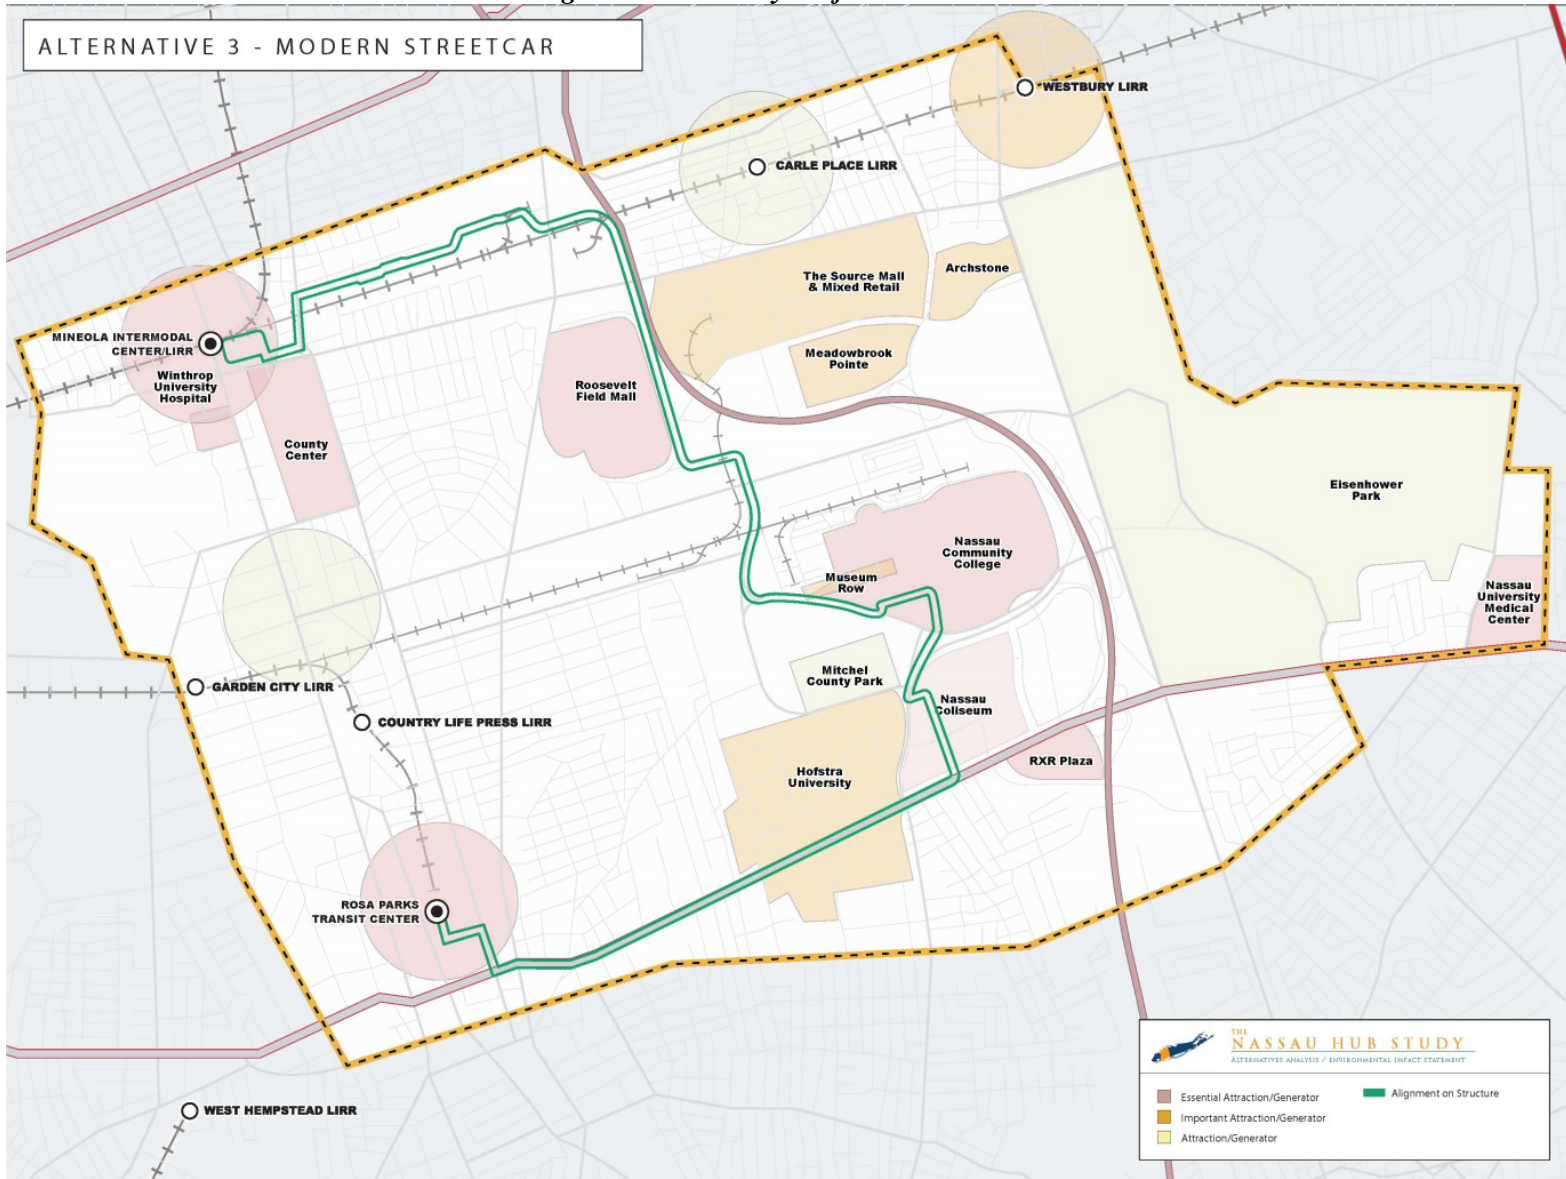 ALTERNATIVE 3 - MODERN STREETCAR
WESTBURY LIRR
CARLE PLACE LIRR
The Source Mall
& Mixed Retail
Archstone
MINEOLA INTERMODAL
CENTER/LIRR
Winthrop
University
Hospital
Meadowbrook
Pointe
Roosevelt
Field Mall
County
Center
Eisenhower
Park
Nassau
Community
College
Museum
Row
Nassau
University
Medical
Center
Mitchel
County Park
GARDEN CITY LIRR
COUNTRY LIFE PRESS LIRR
Nassau
Coliseum
RXR Plaza
Hofstra
University
ROSA PARKS
TRANSIT CENTER
WEST HEMPSTEAD LIRR
THE
NASSAU HUB STUDY
ALTERNATIVES ANALYSIS / ENVIRONMENTAL IMPACT STATEMENT
Essential Attraction/Generator
Alignment on Structure
Important Attraction/Generator
Attraction/Generator